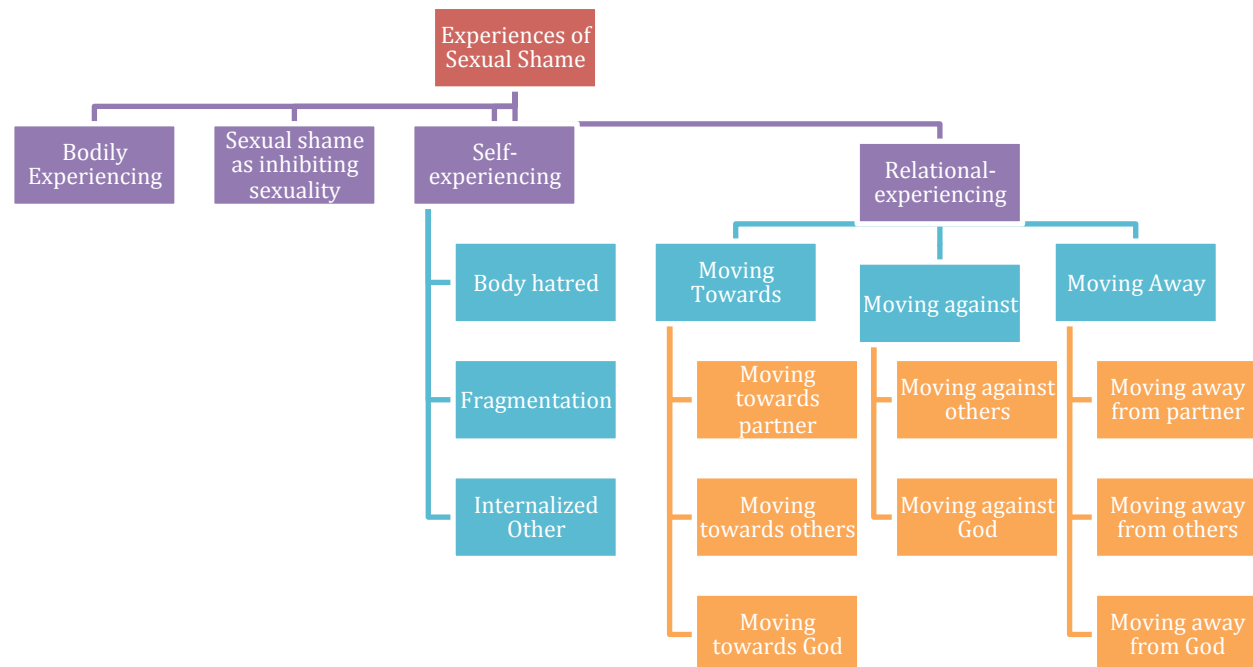 Experiences of
Sexual Shame
Bodily
Experiencing
Sexual shame
as inhibiting
sexuality
Self-
experiencing
Relational-
experiencing
Body hatred
Fragmentation
Internalized
Other
Moving
Towards
Moving against
Moving Away
Moving
towards
partner
Moving
towards others
Moving
towards God
Moving against
others
Moving against
God
Moving away
from partner
Moving away
from others
Moving away
from God